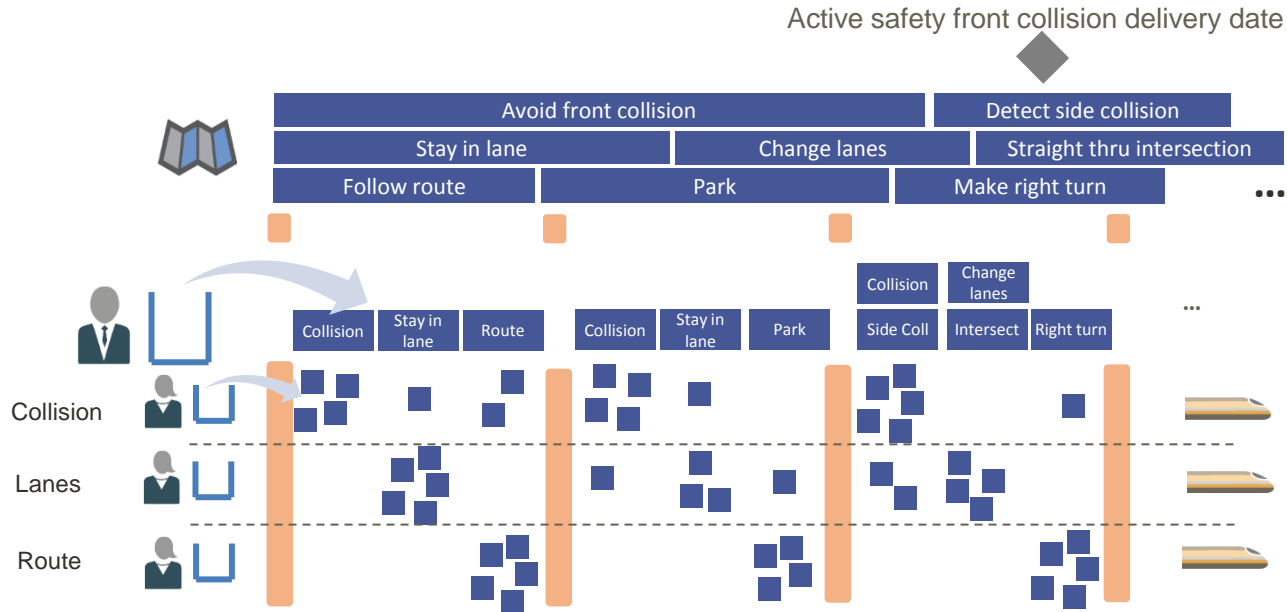 Active safety front collision delivery date
Avoid front collision
Detect side collision
Stay in lane
Change lanes
Straight thru intersection
Follow route
Park
Make right turn
...
Collision
Change
lanes
...
Collision
Stay in
lane
Route
Collision
Stay in
lane
Park
Side Coll
Intersect
Right turn
Collision
Lanes
Route